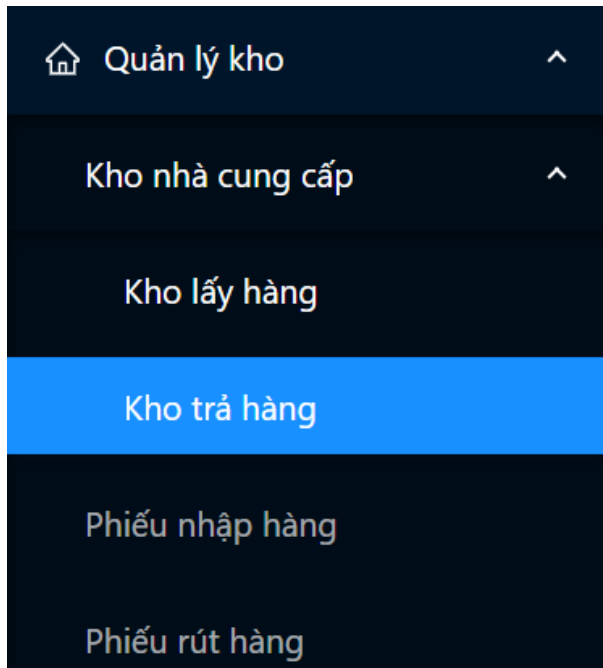 Quản lý kho
Kho nhà cung cấp
Kho lấy hàng
Kho trả hàng
Phiếu nhập hàng
Phiếu rút hàng